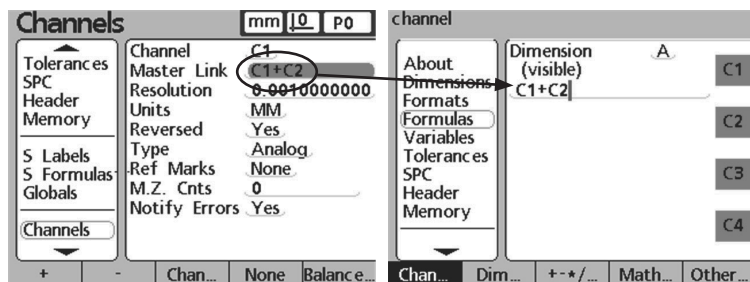 Channels
mm 0 P0
Tolerances
SPC
Header
Memory
S Labels
S Formulas
Globals
Channels
Channel C1
Master Link C1+C2
Resolution 0.0010000000
Units MM
Reversed Yes
Type Analog
Ref Marks None
M.Z. Cnts 0
Notify Errors Yes
+ - Chan... None Balance...
channel
About
Dimensions
Formats
Formulas
Variables
Tolerances
SPC
Header
Memory
Dimension A
(visible)
C1+C2
C1
C2
C3
C4
Chan... Dim... +-*/... Math... Other...